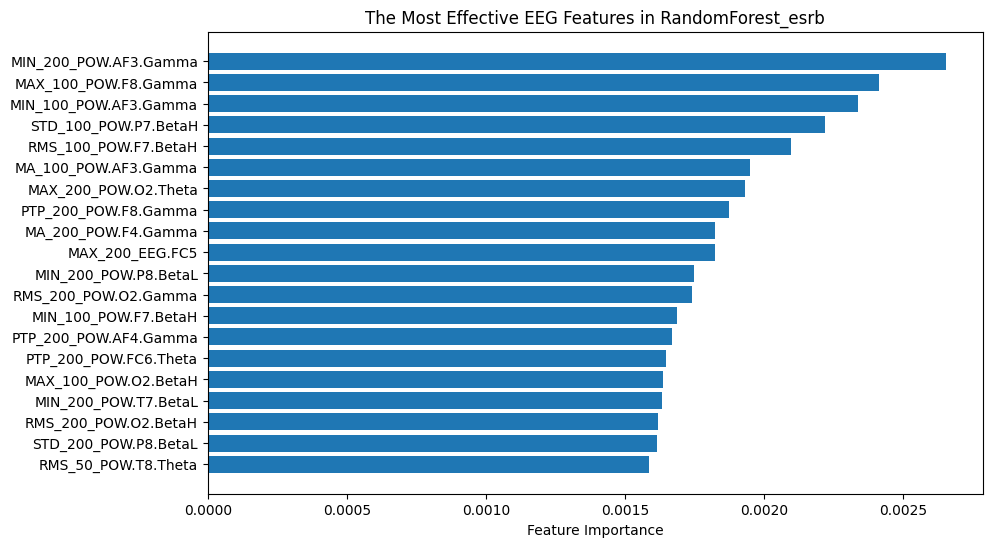 The Most Effective EEG Features in RandomForest_esrb
MIN_200_POW.AF3.Gamma
MAX_100_POW.F8.Gamma
MIN_100_POW.AF3.Gamma
STD_100_POW.P7.BetaH
RMS_100_POW.F7.BetaH
MA_100_POW.AF3.Gamma
MAX_200_POW.O2.Theta
PTP_200_POW.F8.Gamma
MA_200_POW.F4.Gamma
MAX_200_EEG.FC5
MIN_200_POW.P8.BetaL
RMS_200_POW.O2.Gamma
MIN_100_POW.F7.BetaH
PTP_200_POW.AF4.Gamma
PTP_200_POW.FC6.Theta
MAX_100_POW.O2.BetaH
MIN_200_POW.T7.BetaL
RMS_200_POW.O2.BetaH
STD_200_POW.P8.BetaL
RMS_50_POW.T8.Theta
0.0000 0.0005 0.0010 0.0015 0.0020 0.0025
Feature Importance